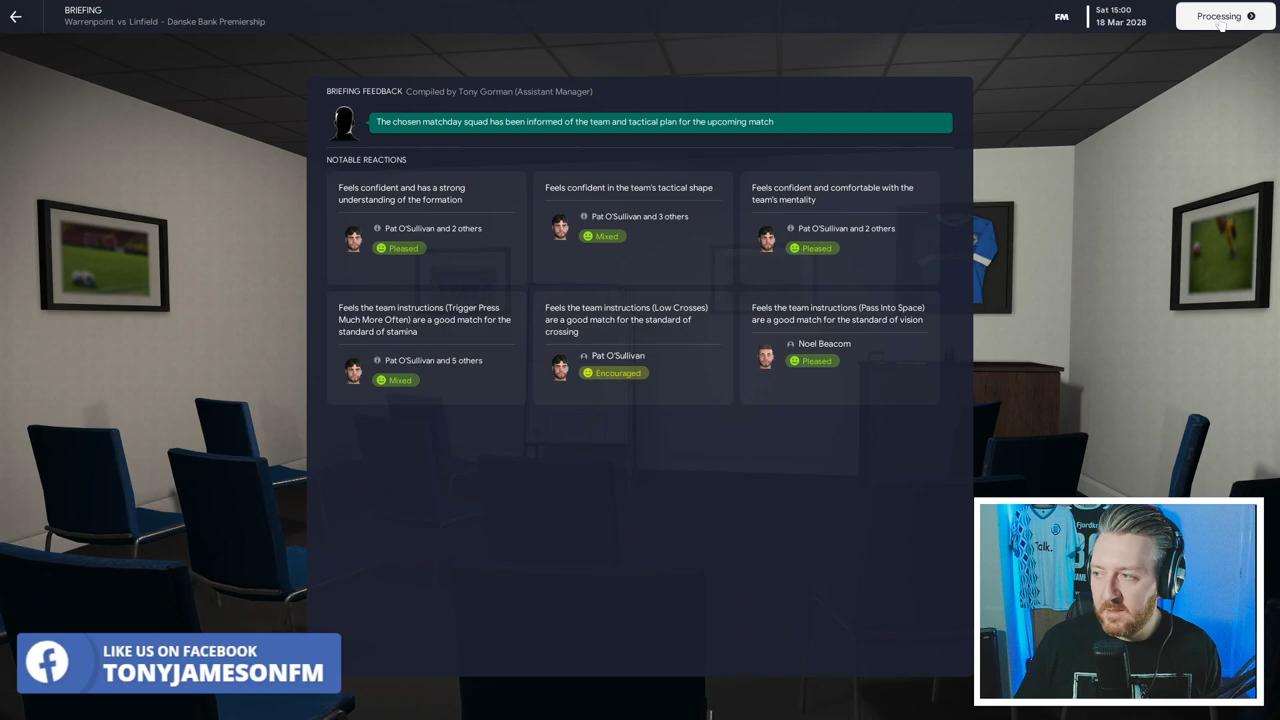 BRIEFING
Warrenpoint vs Linfield - Danske Bank Premiership
FM
Sat 15:00
18 Mar 2028
Processing
BRIEFING FEEDBACK Compiled by Tony Gorman (Assistant Manager)
The chosen matchday squad has been informed of the team and tactical plan for the upcoming match
NOTABLE REACTIONS
Feels confident and has a strong
understanding of the formation
Pat O'Sullivan and 2 others
Pleased
Feels confident in the team's tactical shape
Pat O'Sullivan and 3 others
Mixed
Feels confident and comfortable with the
team's mentality
Pat O'Sullivan and 2 others
Pleased
Feels the team instructions (Trigger Press
Much More Often) are a good match for the
standard of stamina
Pat O'Sullivan and 5 others
Mixed
Feels the team instructions (Low Crosses)
are a good match for the standard of
crossing
Pat O'Sullivan
Encouraged
Feels the team instructions (Pass Into Space)
are a good match for the standard of vision
Noel Beacom
Pleased
Talk.
LIKE US ON FACEBOOK
TONYJAMESONFM